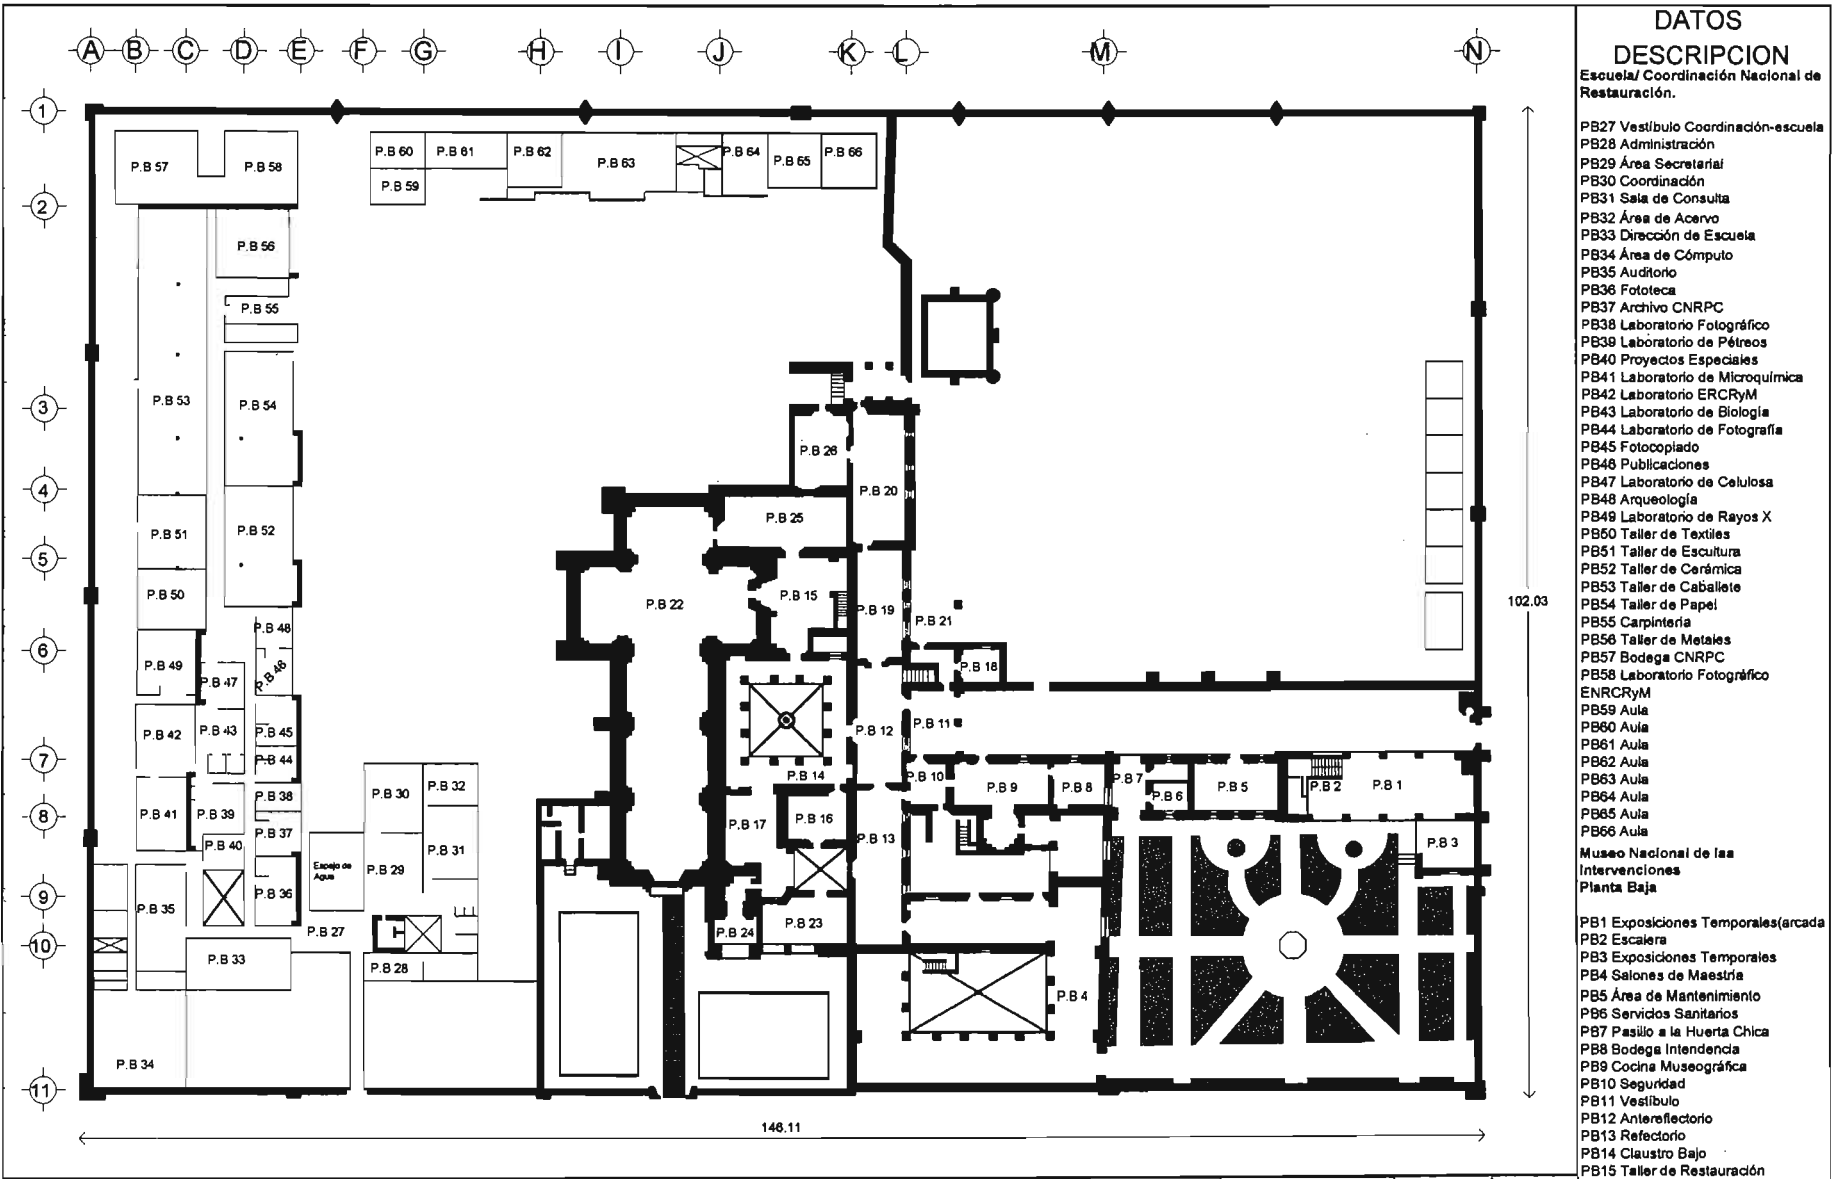 A B C D E F G H I J K L M N
1
2
3
4
5
6
7
8
9
10
11
P.B 57
P.B 58
P.B 60
P.B 61
P.B 62
P.B 63
P.B 64
P.B 65
P.B 66
P.B 59
P.B 56
P.B 55
P.B 53
P.B 54
P.B 26
P.B 20
P.B 25
P.B 51
P.B 52
P.B 50
P.B 22
P.B 15
P.B 19
P.B 21
P.B 48
P.B 49
P.B 46
P.B 47
P.B 18
P.B 42
P.B 43
P.B 45
P.B 44
P.B 12
P.B 11
P.B 14
P.B 10
P.B 9
P.B 8
P.B 7
P.B 6
P.B 5
P.B 2
P.B 1
P.B 30
P.B 32
P.B 38
P.B 41
P.B 39
P.B 37
P.B 40
P.B 17
P.B 16
P.B 13
P.B 3
P.B 31
Espejo de
Agua
P.B 29
P.B 36
P.B 35
P.B 27
P.B 24
P.B 23
P.B 33
P.B 28
P.B 4
P.B 34
102.03
146.11
DATOS
DESCRIPCION
Escuela/ Coordinación Nacional de
Restauración.
PB27 Vestíbulo Coordinación-escuela
PB28 Administración
PB29 Área Secretarial
PB30 Coordinación
PB31 Sala de Consulta
PB32 Área de Acervo
PB33 Dirección de Escuela
PB34 Área de Cómputo
PB35 Auditorio
PB36 Fototeca
PB37 Archivo CNRPC
PB38 Laboratorio Fotográfico
PB39 Laboratorio de Pétreos
PB40 Proyectos Especiales
PB41 Laboratorio de Microquímica
PB42 Laboratorio ERCRyM
PB43 Laboratorio de Biología
PB44 Laboratorio de Fotografía
PB45 Fotocopiado
PB46 Publicaciones
PB47 Laboratorio de Celulosa
PB48 Arqueología
PB49 Laboratorio de Rayos X
PB50 Taller de Textiles
PB51 Taller de Escultura
PB52 Taller de Cerámica
PB53 Taller de Caballete
PB54 Taller de Papel
PB55 Carpintería
PB56 Taller de Metales
PB57 Bodega CNRPC
PB58 Laboratorio Fotográfico
ENRCRyM
PB59 Aula
PB60 Aula
PB61 Aula
PB62 Aula
PB63 Aula
PB64 Aula
PB65 Aula
PB66 Aula
Museo Nacional de las
Intervenciones
Planta Baja
PB1 Exposiciones Temporales(arcada
PB2 Escalera
PB3 Exposiciones Temporales
PB4 Salones de Maestría
PB5 Área de Mantenimiento
PB6 Servicios Sanitarios
PB7 Pasillo a la Huerta Chica
PB8 Bodega Intendencia
PB9 Cocina Museográfica
PB10 Seguridad
PB11 Vestíbulo
PB12 Antereflectorio
PB13 Refectorio
PB14 Claustro Bajo
PB15 Taller de Restauración